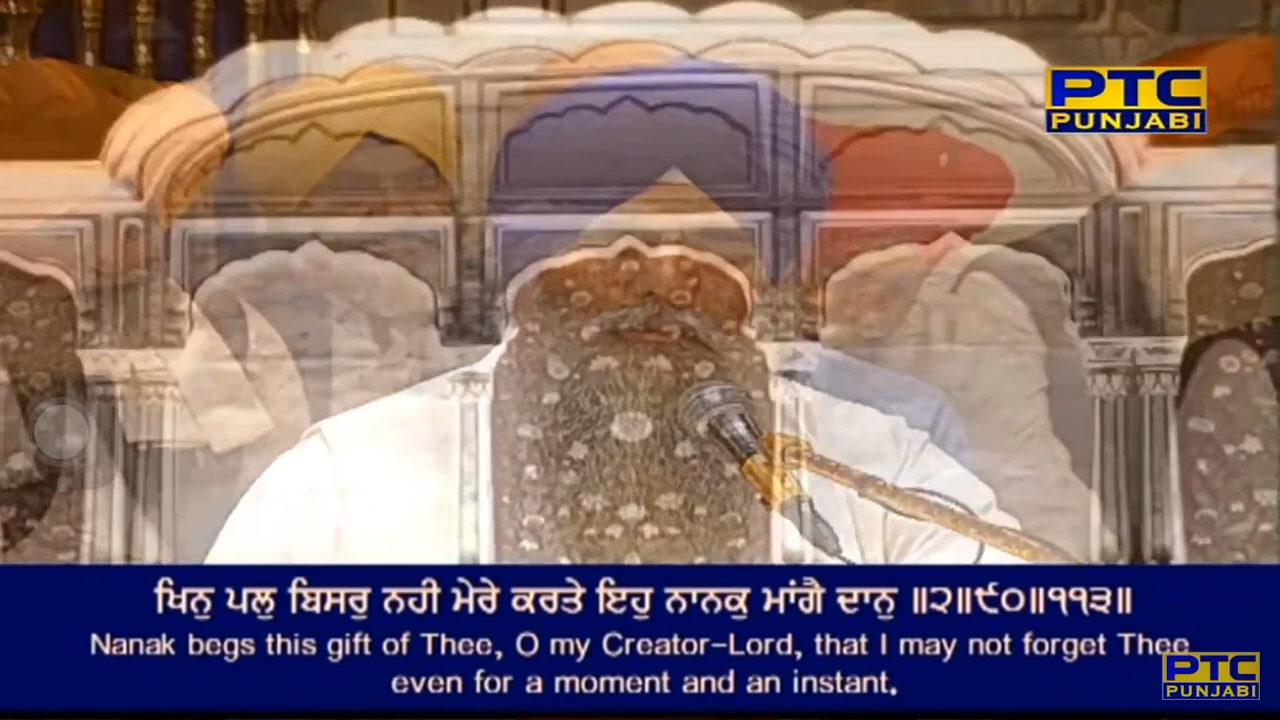 PTC
PUNJABI
ਖਿਨੁ ਪਲੁ ਬਿਸਰੁ ਨਹੀ ਮੇਰੇ ਕਰਤੇ ਇਹੁ ਨਾਨਕੁ ਮਾਂਗੈ ਦਾਨੁ ॥੨॥੯੦॥੧੧੩॥
Nanak begs this gift of Thee, O my Creator-Lord, that I may not forget Thee
even for a moment and an instant.
PTC
PUNJABI